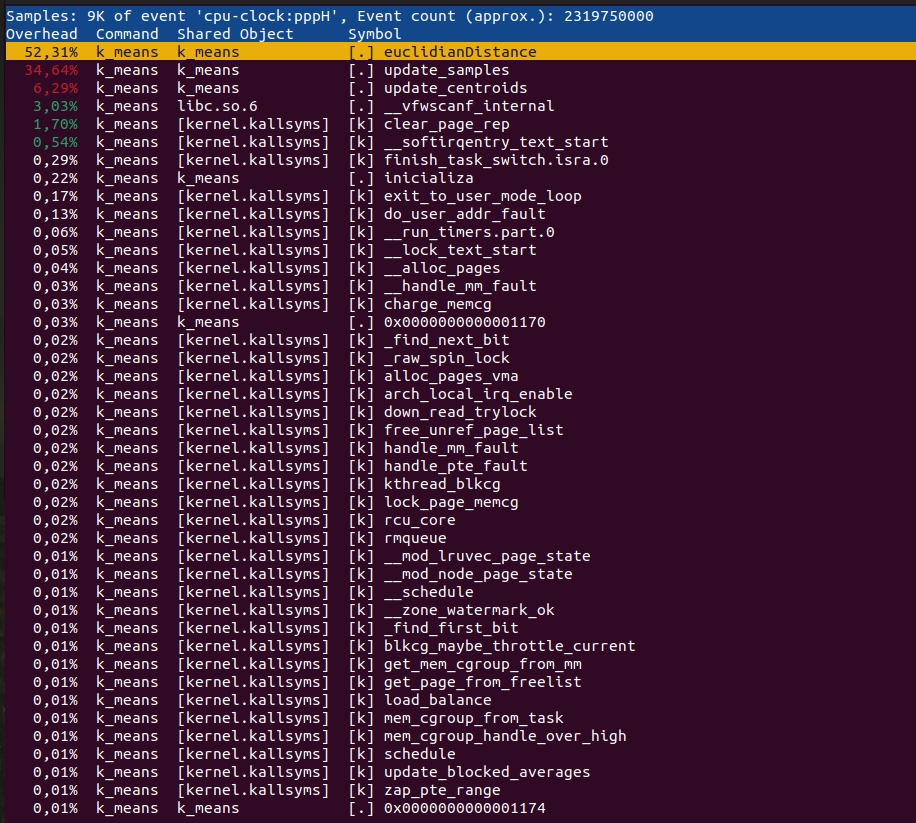 Samples: 9K of event 'cpu-clock:pppH', Event count (approx.): 2319750000
Overhead  Command  Shared Object      Symbol
52,31%  k_means  k_means            [.] euclidianDistance
34,64%  k_means  k_means            [.] update_samples
6,29%  k_means  k_means            [.] update_centroids
3,03%  k_means  libc.so.6          [.] __vfwscanf_internal
1,70%  k_means  [kernel.kallsyms]  [k] clear_page_rep
0,54%  k_means  [kernel.kallsyms]  [k] __softirqentry_text_start
0,29%  k_means  [kernel.kallsyms]  [k] finish_task_switch.isra.0
0,22%  k_means  k_means            [.] inicializa
0,17%  k_means  [kernel.kallsyms]  [k] exit_to_user_mode_loop
0,13%  k_means  [kernel.kallsyms]  [k] do_user_addr_fault
0,06%  k_means  [kernel.kallsyms]  [k] __run_timers.part.0
0,05%  k_means  [kernel.kallsyms]  [k] __lock_text_start
0,04%  k_means  [kernel.kallsyms]  [k] __alloc_pages
0,03%  k_means  [kernel.kallsyms]  [k] __handle_mm_fault
0,03%  k_means  [kernel.kallsyms]  [k] charge_memcg
0,03%  k_means  k_means            [.] 0x0000000000001170
0,02%  k_means  [kernel.kallsyms]  [k] _find_next_bit
0,02%  k_means  [kernel.kallsyms]  [k] _raw_spin_lock
0,02%  k_means  [kernel.kallsyms]  [k] alloc_pages_vma
0,02%  k_means  [kernel.kallsyms]  [k] arch_local_irq_enable
0,02%  k_means  [kernel.kallsyms]  [k] down_read_trylock
0,02%  k_means  [kernel.kallsyms]  [k] free_unref_page_list
0,02%  k_means  [kernel.kallsyms]  [k] handle_mm_fault
0,02%  k_means  [kernel.kallsyms]  [k] handle_pte_fault
0,02%  k_means  [kernel.kallsyms]  [k] kthread_blkcg
0,02%  k_means  [kernel.kallsyms]  [k] lock_page_memcg
0,02%  k_means  [kernel.kallsyms]  [k] rcu_core
0,02%  k_means  [kernel.kallsyms]  [k] rmqueue
0,01%  k_means  [kernel.kallsyms]  [k] __mod_lruvec_page_state
0,01%  k_means  [kernel.kallsyms]  [k] __mod_node_page_state
0,01%  k_means  [kernel.kallsyms]  [k] __schedule
0,01%  k_means  [kernel.kallsyms]  [k] __zone_watermark_ok
0,01%  k_means  [kernel.kallsyms]  [k] _find_first_bit
0,01%  k_means  [kernel.kallsyms]  [k] blkcg_maybe_throttle_current
0,01%  k_means  [kernel.kallsyms]  [k] get_mem_cgroup_from_mm
0,01%  k_means  [kernel.kallsyms]  [k] get_page_from_freelist
0,01%  k_means  [kernel.kallsyms]  [k] load_balance
0,01%  k_means  [kernel.kallsyms]  [k] mem_cgroup_from_task
0,01%  k_means  [kernel.kallsyms]  [k] mem_cgroup_handle_over_high
0,01%  k_means  [kernel.kallsyms]  [k] schedule
0,01%  k_means  [kernel.kallsyms]  [k] update_blocked_averages
0,01%  k_means  [kernel.kallsyms]  [k] zap_pte_range
0,01%  k_means  k_means            [.] 0x0000000000001174